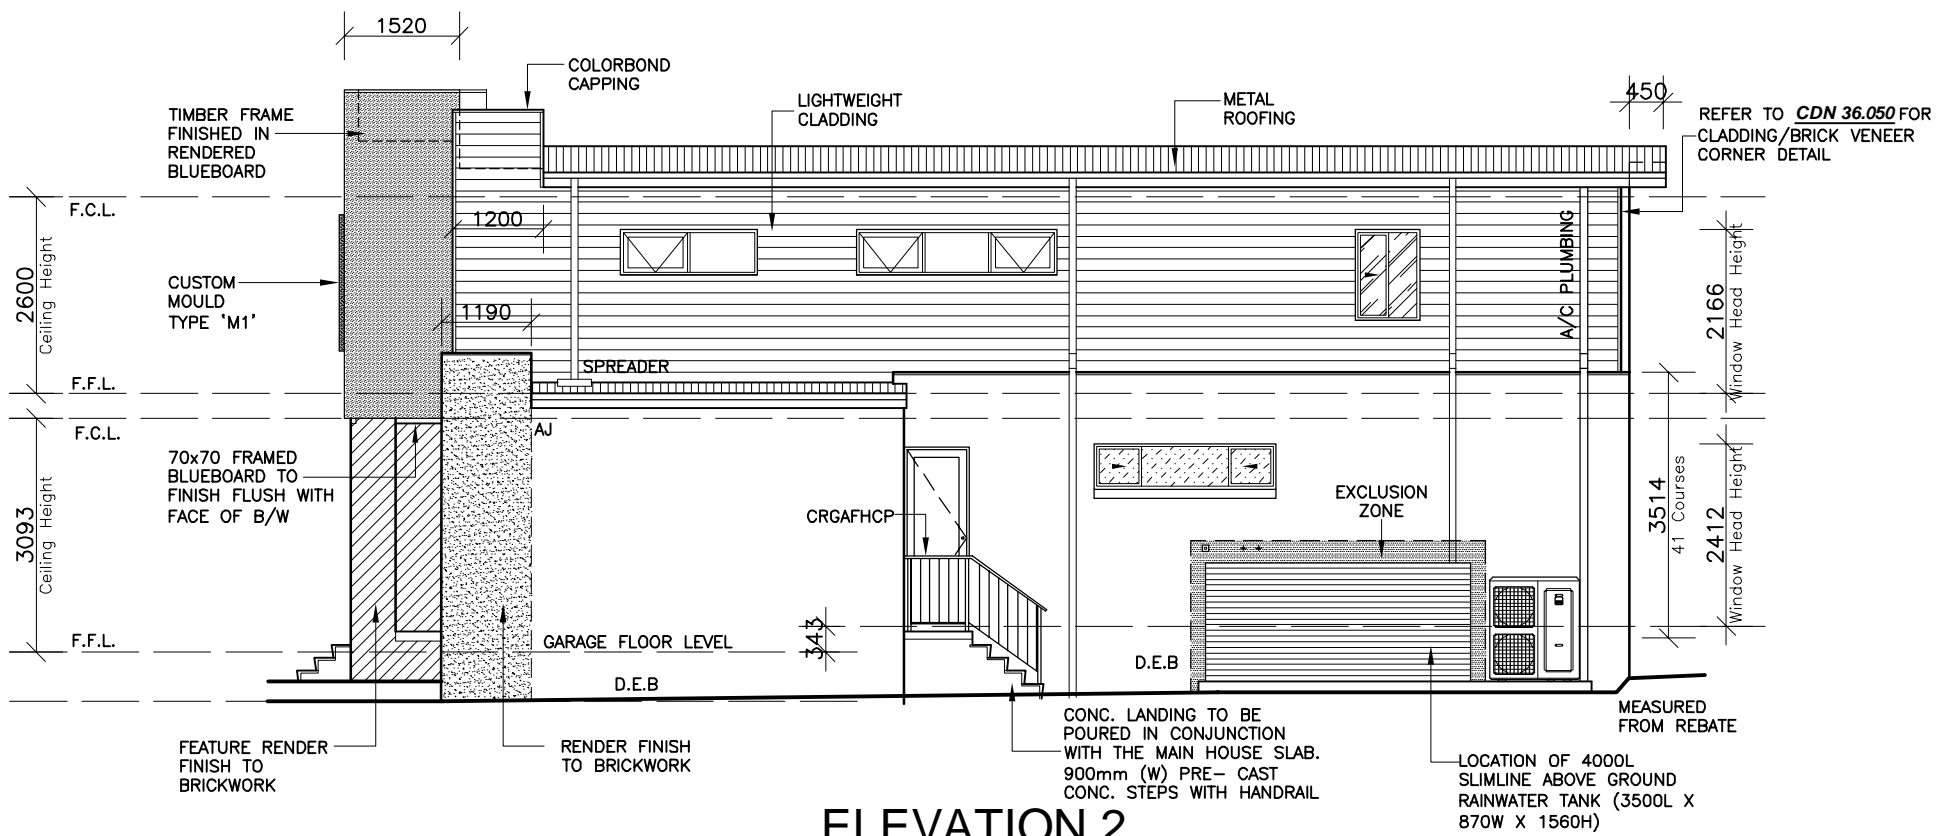 1520
COLORBOND
CAPPING
TIMBER FRAME
FINISHED IN
RENDERED
BLUEBOARD
LIGHTWEIGHT
CLADDING
METAL
ROOFING
450
REFER TO CDN 36.050 FOR
CLADDING/BRICK VENEER
CORNER DETAIL
F.C.L.
1200
2600
Ceiling Height
CUSTOM
MOULD
TYPE 'M1'
1190
A/C PLUMBING
2166
Window Head Height
SPREADER
F.F.L.
F.C.L.
AJ
70x70 FRAMED
BLUEBOARD TO
FINISH FLUSH WITH
FACE OF B/W
3093
Ceiling Height
CRGAFHCP
EXCLUSION
ZONE
3514
41 Courses
2412
Window Head Height
F.F.L.
GARAGE FLOOR LEVEL
343
D.E.B
D.E.B
FEATURE RENDER
FINISH TO
BRICKWORK
RENDER FINISH
TO BRICKWORK
CONC. LANDING TO BE
POURED IN CONJUNCTION
WITH THE MAIN HOUSE SLAB.
900mm (W) PRE- CAST
CONC. STEPS WITH HANDRAIL
MEASURED
FROM REBATE
LOCATION OF 4000L
SLIMLINE ABOVE GROUND
RAINWATER TANK (3500L X
870W X 1560H)
ELEVATION 2